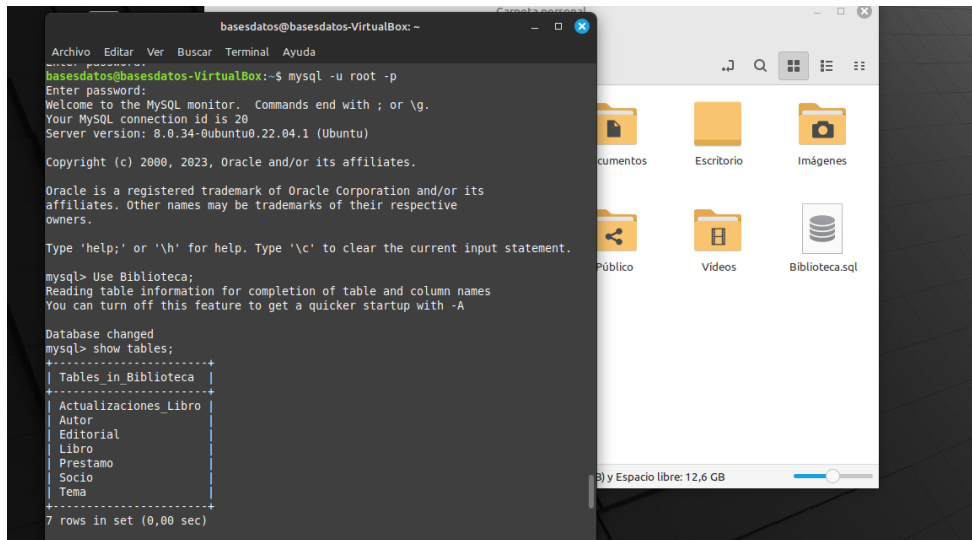 Carpeta personal
basesdatos@basesdatos-VirtualBox: ~
Archivo Editar Ver Buscar Terminal Ayuda
basesdatos@basesdatos-VirtualBox:~$ mysql -u root -p
Enter password:
Welcome to the MySQL monitor.  Commands end with ; or \g.
Your MySQL connection id is 20
Server version: 8.0.34-0ubuntu0.22.04.1 (Ubuntu)
Copyright (c) 2000, 2023, Oracle and/or its affiliates.
Oracle is a registered trademark of Oracle Corporation and/or its
affiliates. Other names may be trademarks of their respective
owners.
Type 'help;' or '\h' for help. Type '\c' to clear the current input statement.
mysql> Use Biblioteca;
Reading table information for completion of table and column names
You can turn off this feature to get a quicker startup with -A
Database changed
mysql> show tables;
+----------------------+
| Tables_in_Biblioteca |
+----------------------+
| Actualizaciones_Libro |
| Autor |
| Editorial |
| Libro |
| Prestamo |
| Socio |
| Tema |
+----------------------+
7 rows in set (0,00 sec)
cumentos
Escritorio
Imágenes
Público
Vídeos
Biblioteca.sql
B) y Espacio libre: 12,6 GB